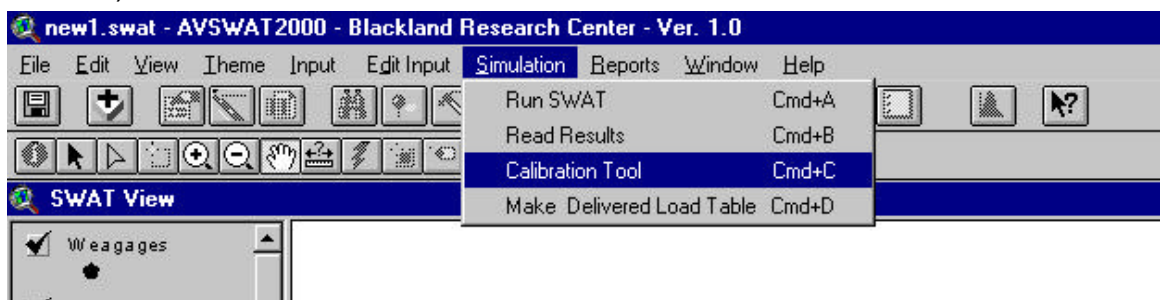 new1.swat - AVSWAT2000 - Blackland Research Center - Ver. 1.0
File Edit View Theme Input Edit Input Simulation Reports Window Help
Run SWAT Cmd+A
Read Results Cmd+B
Calibration Tool Cmd+C
Make Delivered Load Table Cmd+D
SWAT View
Weagages